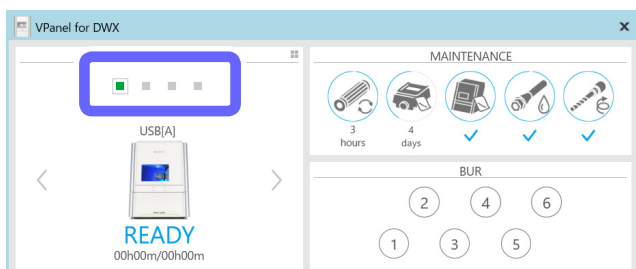 VPanel for DWX
x
MAINTENANCE
3
hours
4
days
USB[A]
READY
00h00m/00h00m
BUR
2 4 6
1 3 5